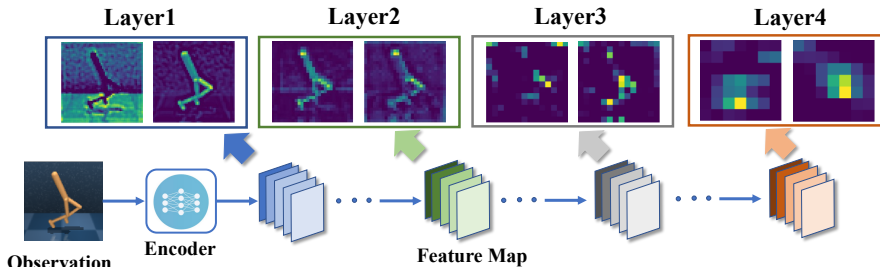 Layer1
Layer2
Layer3
Layer4
Encoder
Feature Map
Observation